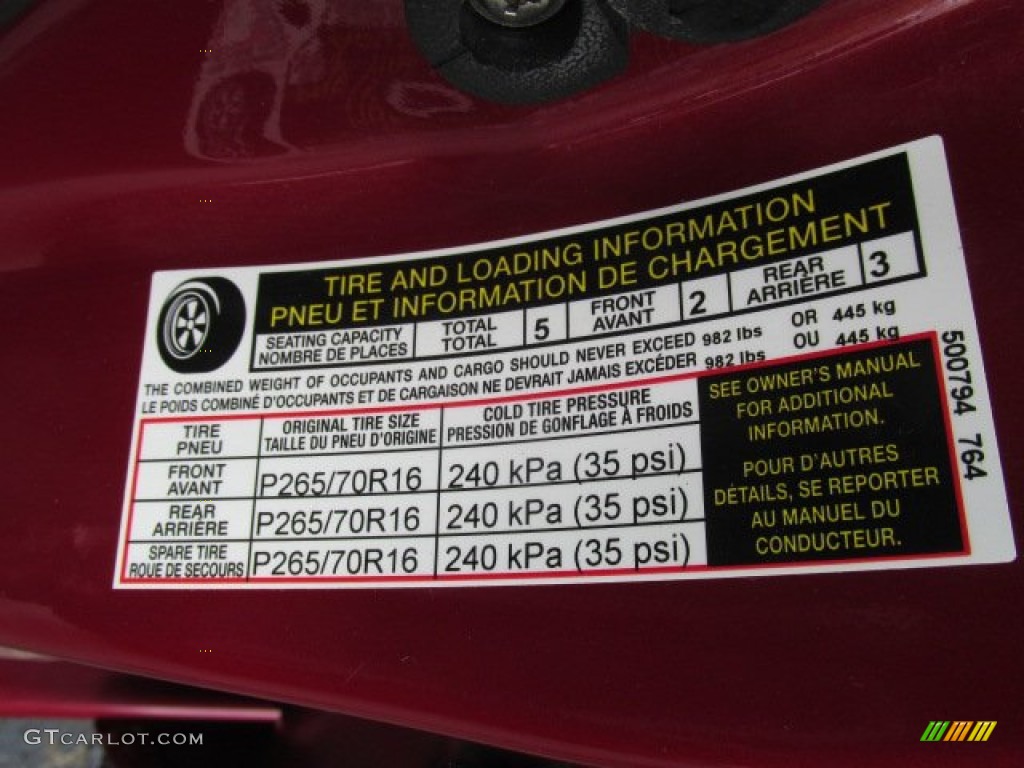 TIRE AND LOADING INFORMATION
PNEU ET INFORMATION DE CHARGEMENT
SEATING CAPACITY
NOMBRE DE PLACES
TOTAL
TOTAL
5
FRONT
AVANT
2
REAR
ARRIÈRE
3
THE COMBINED WEIGHT OF OCCUPANTS AND CARGO SHOULD NEVER EXCEED 982 lbs OR 445 kg
LE POIDS COMBINÉ D'OCCUPANTS ET DE CARGAISON NE DEVRAIT JAMAIS EXCÉDER 982 lbs OU 445 kg
TIRE
PNEU
ORIGINAL TIRE SIZE
TAILLE DU PNEU D'ORIGINE
COLD TIRE PRESSURE
PRESSION DE GONFLAGE À FROIDS
FRONT
AVANT
P265/70R16
240 kPa (35 psi)
REAR
ARRIÈRE
P265/70R16
240 kPa (35 psi)
SPARE TIRE
ROUE DE SECOURS
P265/70R16
240 kPa (35 psi)
SEE OWNER'S MANUAL
FOR ADDITIONAL
INFORMATION.
POUR D'AUTRES
DÉTAILS, SE REPORTER
AU MANUEL DU
CONDUCTEUR.
500794 764
GTCARLOT.COM